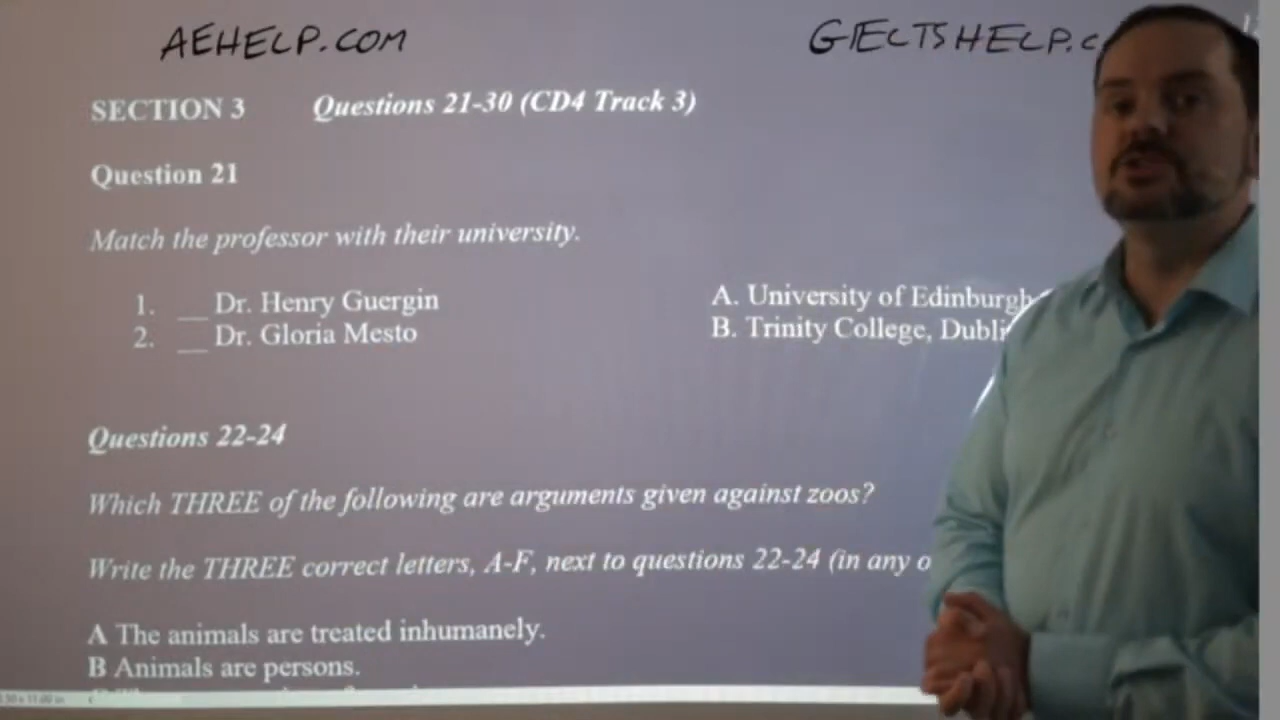 AEHELP.COM
GIELTSHELP.C
SECTION 3 Questions 21-30 (CD4 Track 3)
Question 21
Match the professor with their university.
1. __ Dr. Henry Guergin
2. __ Dr. Gloria Mesto
A. University of Edinburgh
B. Trinity College, Dubli
Questions 22-24
Which THREE of the following are arguments given against zoos?
Write the THREE correct letters, A-F, next to questions 22-24 (in any o
A The animals are treated inhumanely.
B Animals are persons.